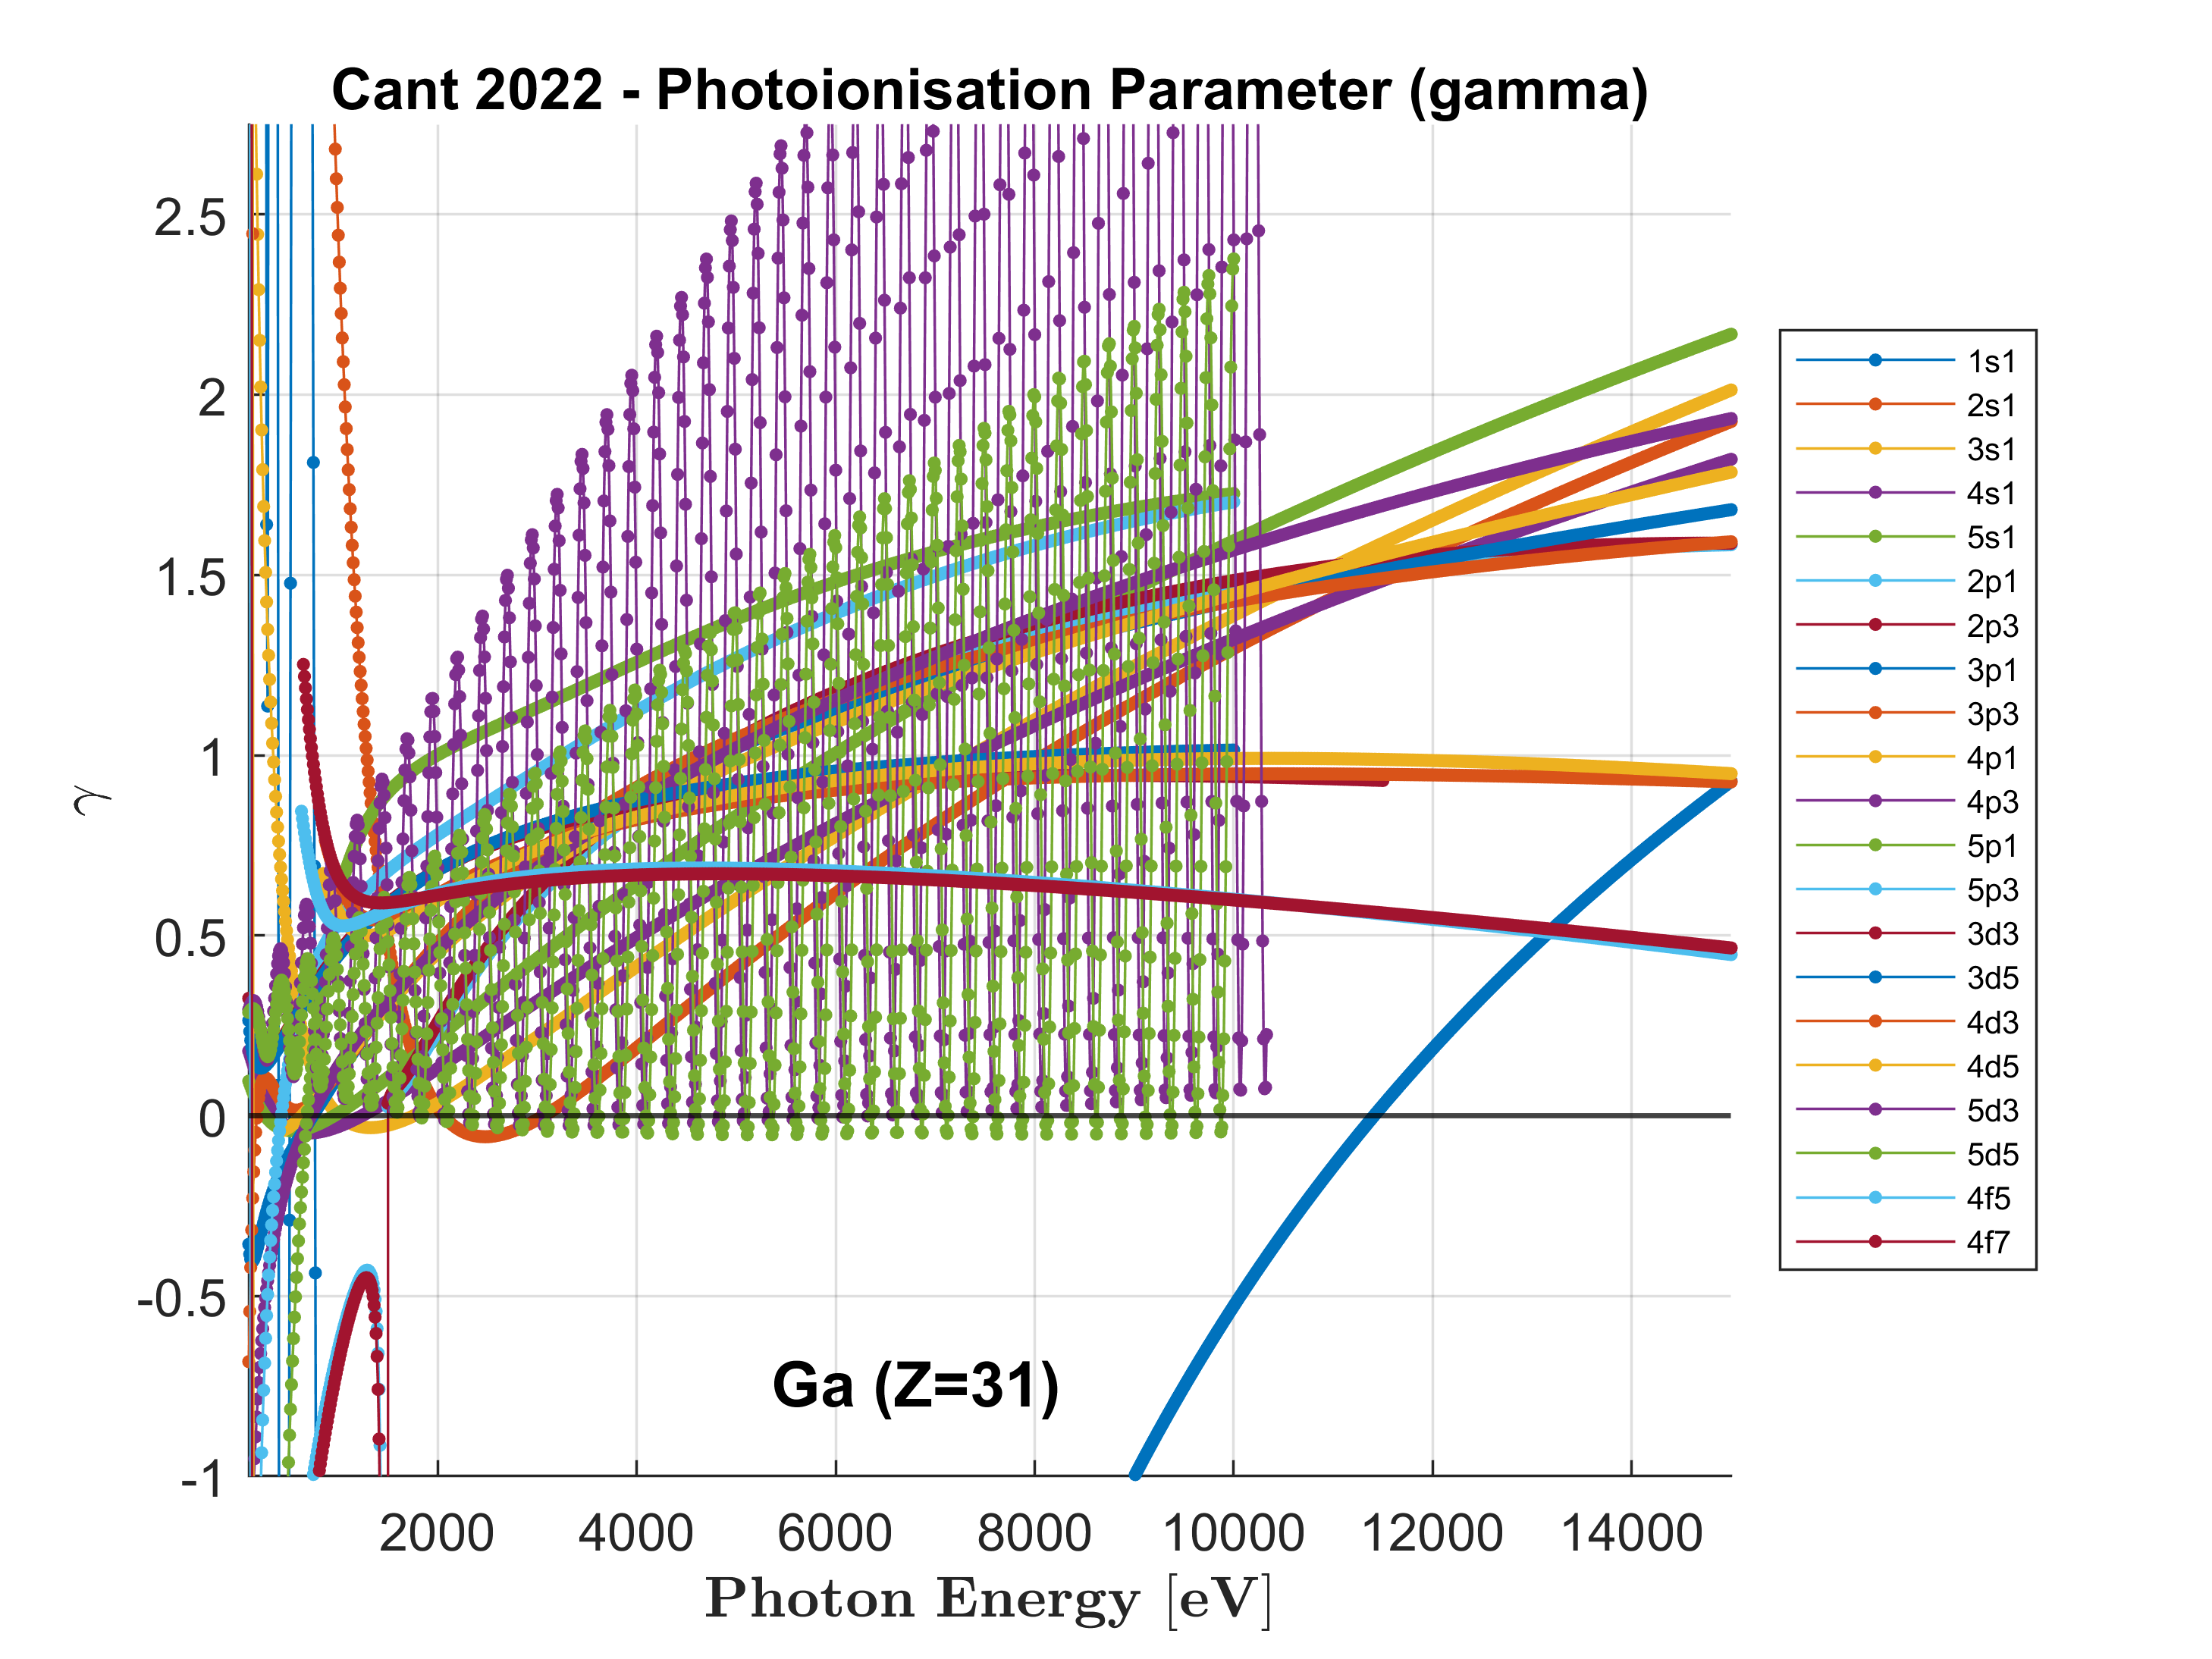 Cant 2022 - Photoionisation Parameter (gamma)
2.5
2
1.5
1
0.5
0
-0.5
-1
γ
Ga (Z=31)
2000 4000 6000 8000 10000 12000 14000
Photon Energy [eV]
1s1
2s1
3s1
4s1
5s1
2p1
2p3
3p1
3p3
4p1
4p3
5p1
5p3
3d3
3d5
4d3
4d5
5d3
5d5
4f5
4f7